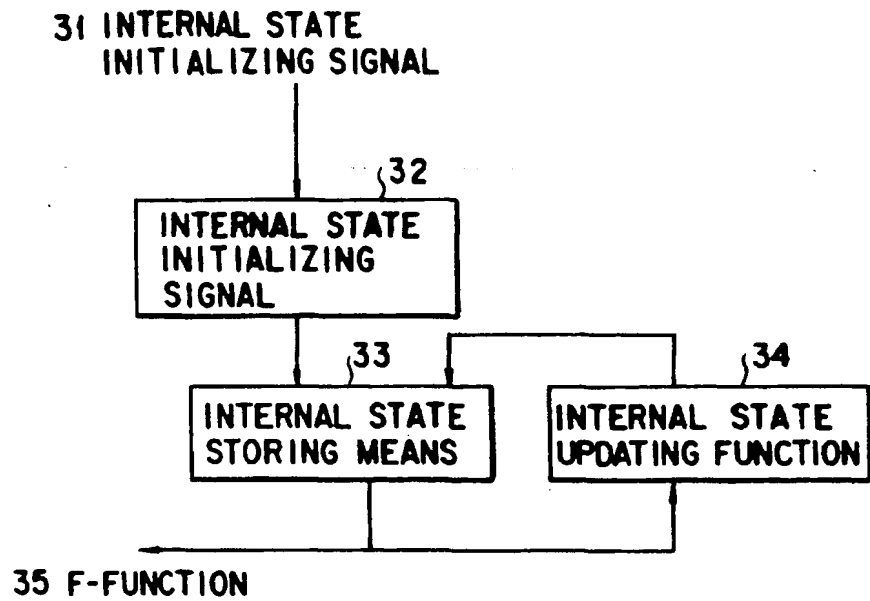 31 INTERNAL STATE
INITIALIZING SIGNAL
32
INTERNAL STATE
INITIALIZING
SIGNAL
33
INTERNAL STATE
STORING MEANS
34
INTERNAL STATE
UPDATING FUNCTION
35 F-FUNCTION